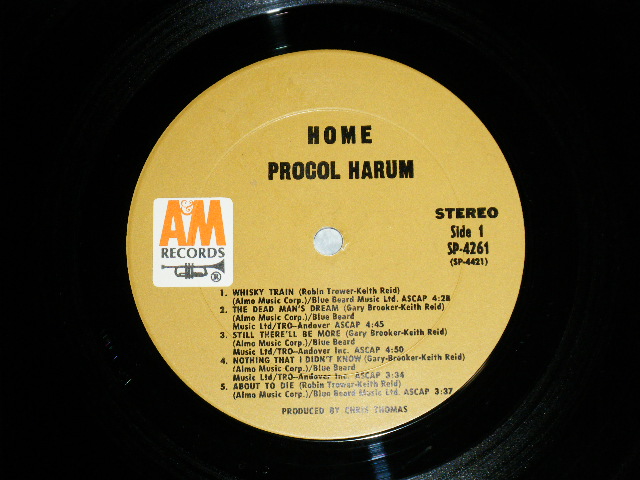 HOME
PROCOL HARUM
A&M
RECORDS
®
STEREO
Side 1
SP-4261
(SP-4421)
1. WHISKY TRAIN (Robin Trower-Keith Reid)
(Almo Music Corp.)/Blue Beard Music Ltd. ASCAP 4:28
2. THE DEAD MAN'S DREAM (Gary Brooker-Keith Reid)
(Almo Music Corp.)/Blue Beard
Music Ltd/TRO-Andover ASCAP 4:45
3. STILL THERE'LL BE MORE (Gary Brooker-Keith Reid)
(Almo Music Corp.)/Blue Beard
Music Ltd/TRO-Andover Inc. ASCAP 4:50
4. NOTHING THAT I DIDN'T KNOW (Gary-Brooker-Keith Reid)
(Almo Music Corp.)/Blue Beard
Music Ltd/TRO-Andover Inc. ASCAP 3:34
5. ABOUT TO DIE (Robin Trower-Keith Reid)
(Almo Music Corp.)/Blue Beard Music Ltd. ASCAP 3:37
PRODUCED BY CHRIS THOMAS